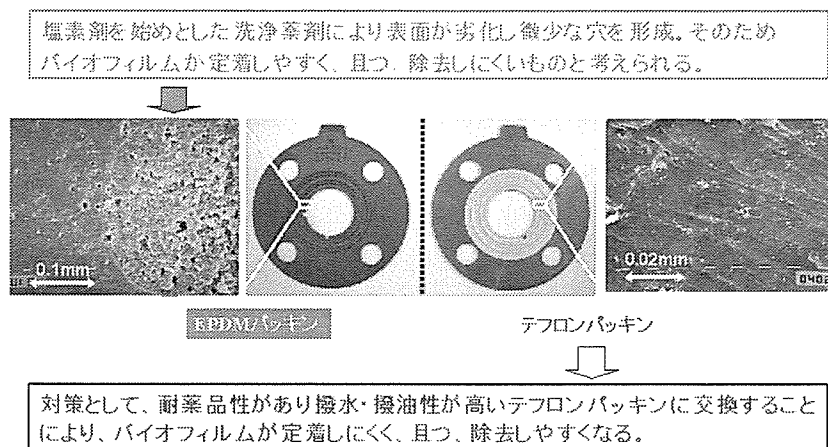 塩素剤を始めとした洗浄薬剤により表面が劣化し微少な穴を形成。そのため
バイオフィルムが定着しやすく、且つ、除去しにくいものと考えられる。
0.1mm
0.02mm
0402
EPDMパッキン
テフロンパッキン
対策として、耐薬品性があり撥水・撥油性が高いテフロンパッキンに交換すること
により、バイオフィルムが定着しにくく、且つ、除去しやすくなる。